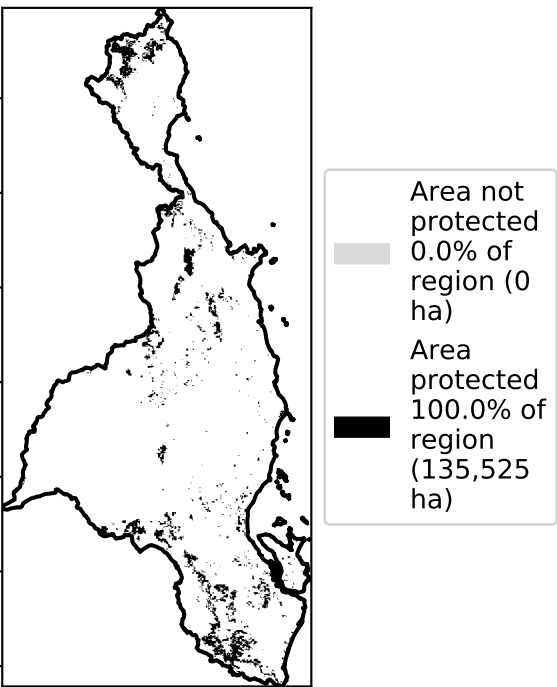 Area not
protected
0.0% of
region (0
ha)
Area
protected
100.0% of
region
(135,525
ha)